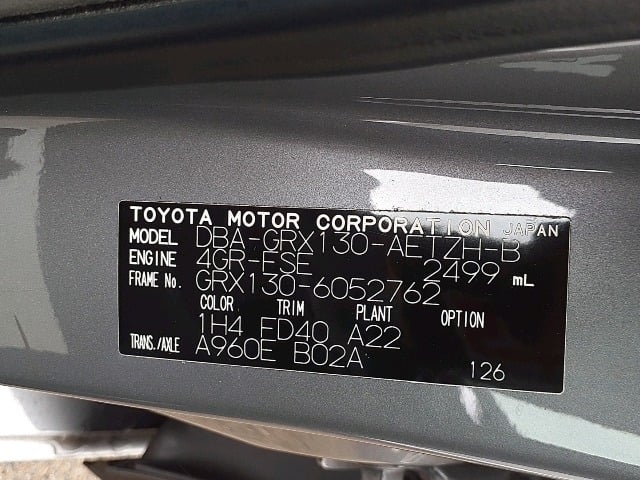 TOYOTA MOTOR CORPORATION JAPAN
MODEL DBA-GRX130-AETZH-B
ENGINE 4GR-FSE 2499 mL
FRAME No. GRX130-6052762
COLOR TRIM PLANT OPTION
1H4 FD40 A22
TRANS./AXLE A960E B02A
126